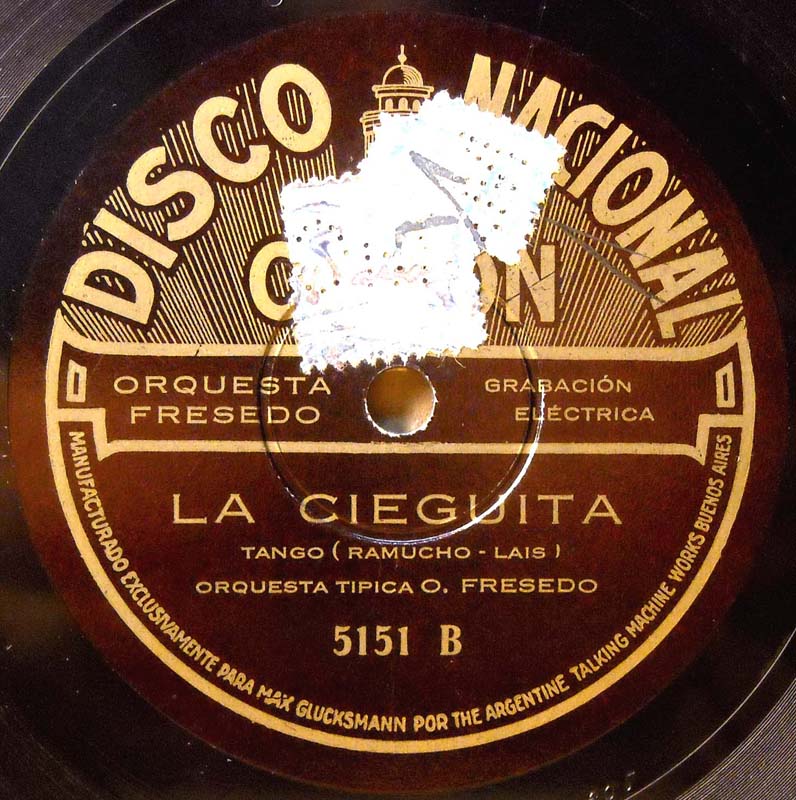 DISCO NACIONAL
ORQUESTA FRESEDO
GRABACIÓN ELÉCTRICA
LA CIEGUITA
TANGO (RAMUCHO - LAIS)
ORQUESTA TIPICA O. FRESEDO
5151 B
MANUFACTURADO EXCLUSIVAMENTE PARA MAX GLUCKSMANN POR THE ARGENTINE TALKING MACHINE WORKS BUENOS AIRES